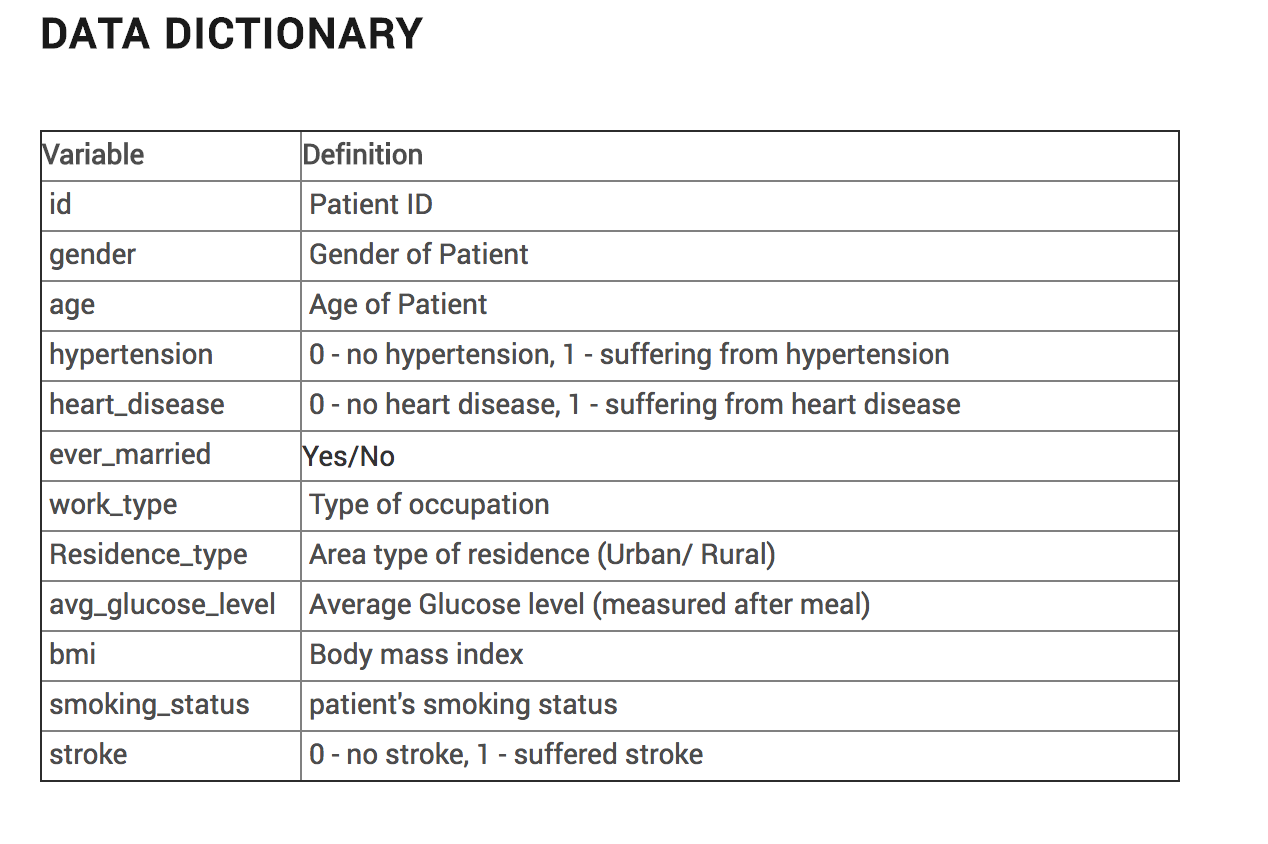 DATA DICTIONARY
Variable Definition
id Patient ID
gender Gender of Patient
age Age of Patient
hypertension 0 - no hypertension, 1 - suffering from hypertension
heart_disease 0 - no heart disease, 1 - suffering from heart disease
ever_married Yes/No
work_type Type of occupation
Residence_type Area type of residence (Urban/ Rural)
avg_glucose_level Average Glucose level (measured after meal)
bmi Body mass index
smoking_status patient's smoking status
stroke 0 - no stroke, 1 - suffered stroke